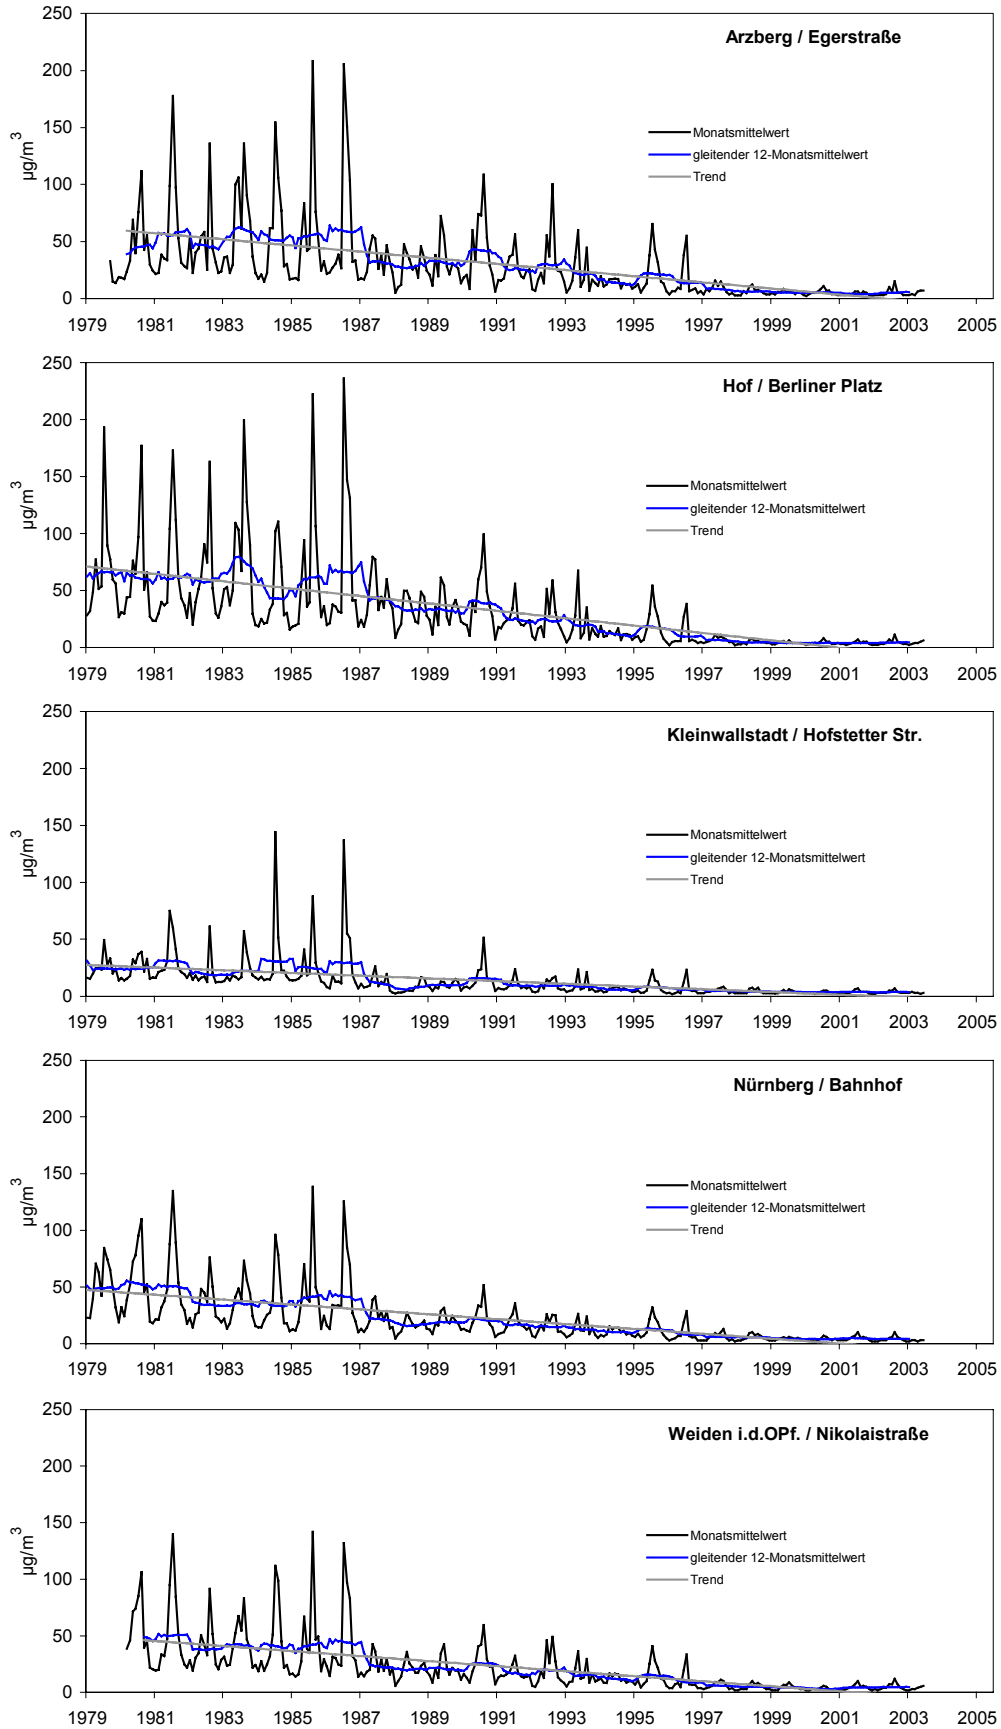 Arzberg / Egerstraße
250
200
150
100
50
0
µg/m³
Monatsmittelwert
gleitender 12-Monatsmittelwert
Trend
1979 1981 1983 1985 1987 1989 1991 1993 1995 1997 1999 2001 2003 2005
Hof / Berliner Platz
250
200
150
100
50
0
µg/m³
Monatsmittelwert
gleitender 12-Monatsmittelwert
Trend
1979 1981 1983 1985 1987 1989 1991 1993 1995 1997 1999 2001 2003 2005
Kleinwallstadt / Hofstetter Str.
250
200
150
100
50
0
µg/m³
Monatsmittelwert
gleitender 12-Monatsmittelwert
Trend
1979 1981 1983 1985 1987 1989 1991 1993 1995 1997 1999 2001 2003 2005
Nürnberg / Bahnhof
250
200
150
100
50
0
µg/m³
Monatsmittelwert
gleitender 12-Monatsmittelwert
Trend
1979 1981 1983 1985 1987 1989 1991 1993 1995 1997 1999 2001 2003 2005
Weiden i.d.OPf. / Nikolaistraße
250
200
150
100
50
0
µg/m³
Monatsmittelwert
gleitender 12-Monatsmittelwert
Trend
1979 1981 1983 1985 1987 1989 1991 1993 1995 1997 1999 2001 2003 2005